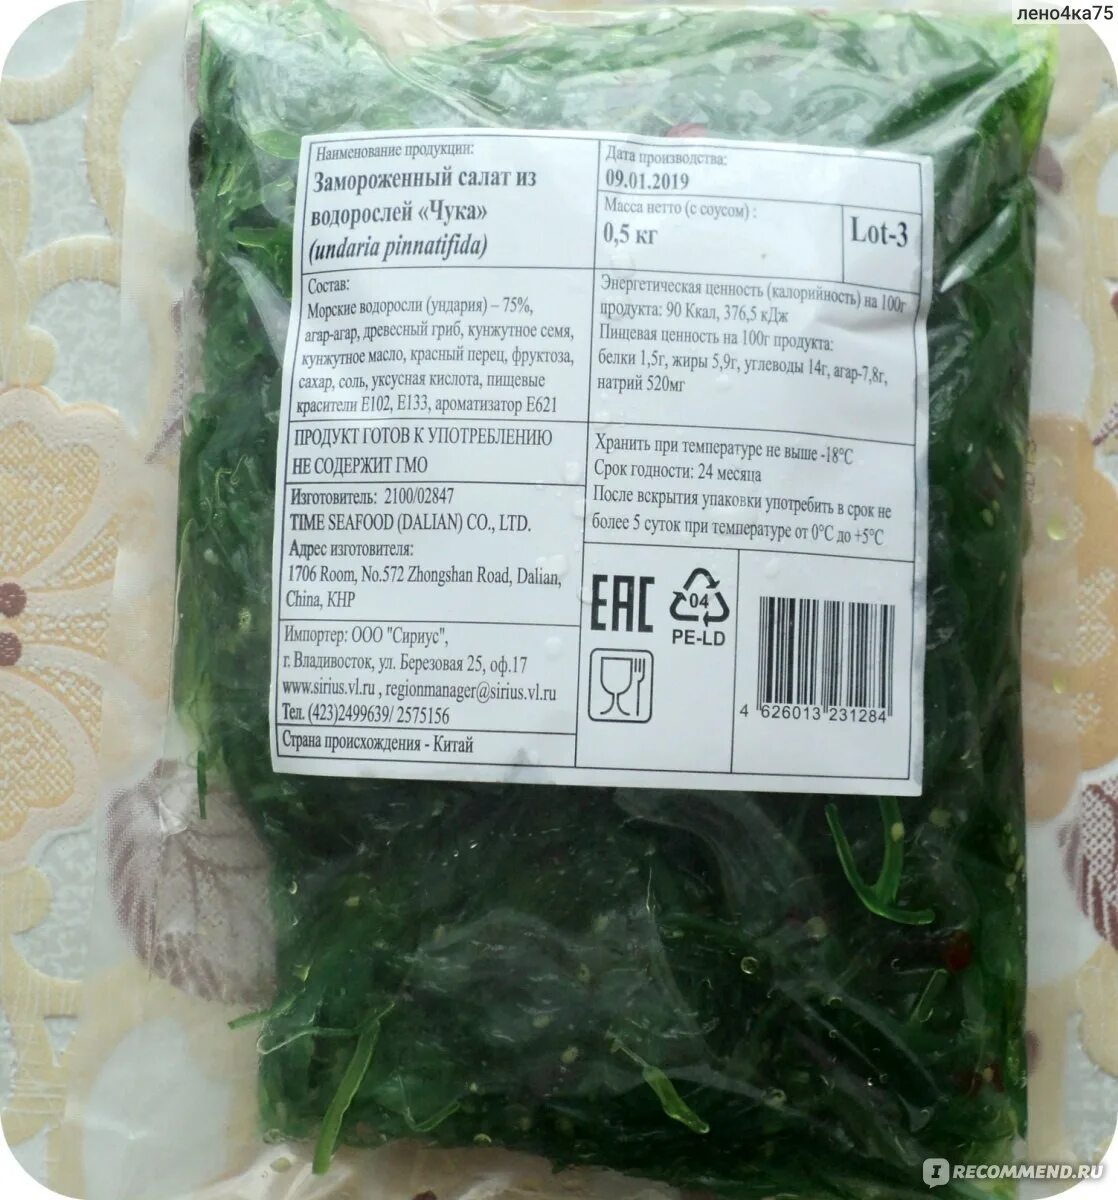 лено4ка75
Наименование продукции:
Замороженный салат из
водорослей «Чука»
(undaria pinnatifida)
Дата производства:
09.01.2019
Масса нетто (с соусом) :
0,5 кг
Lot-3
Состав:
Морские водоросли (ундария) – 75%,
агар-агар, древесный гриб, кунжутное семя,
кунжутное масло, красный перец, фруктоза,
сахар, соль, уксусная кислота, пищевые
красители Е102, Е133, ароматизатор Е621
Энергетическая ценность (калорийность) на 100г
продукта: 90 Ккал, 376,5 кДж
Пищевая ценность на 100г продукта:
белки 1,5г, жиры 5,9г, углеводы 14г, агар-7,8г,
натрий 520мг
ПРОДУКТ ГОТОВ К УПОТРЕБЛЕНИЮ
НЕ СОДЕРЖИТ ГМО
Хранить при температуре не выше -18°С
Срок годности: 24 месяца
После вскрытия упаковки употребить в срок не
более 5 суток при температуре от 0°С до +5°С
Изготовитель: 2100/02847
TIME SEAFOOD (DALIAN) CO., LTD.
Адрес изготовителя:
1706 Room, No.572 Zhongshan Road, Dalian,
China, КНР
Импортер: ООО "Сириус",
г. Владивосток, ул. Березовая 25, оф.17
www.sirius.vl.ru , regionmanager@sirius.vl.ru
Тел. (423)2499639/ 2575156
Страна происхождения - Китай
ЕАС
04
PE-LD
4 626013 231284
IRECOMMEND.RU